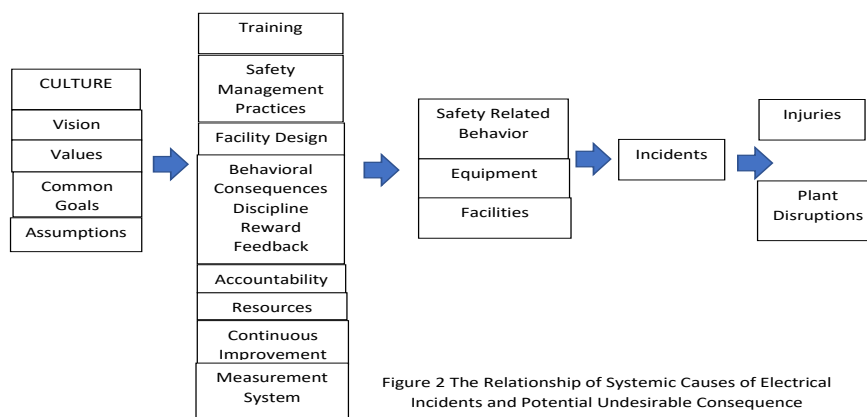 CULTURE
Vision
Values
Common
Goals
Assumptions
Training
Safety
Management
Practices
Facility Design
Behavioral
Consequences
Discipline
Reward
Feedback
Accountability
Resources
Continuous
Improvement
Measurement
System
Safety Related
Behavior
Equipment
Facilities
Incidents
Injuries
Plant
Disruptions
Figure 2 The Relationship of Systemic Causes of Electrical
Incidents and Potential Undesirable Consequence